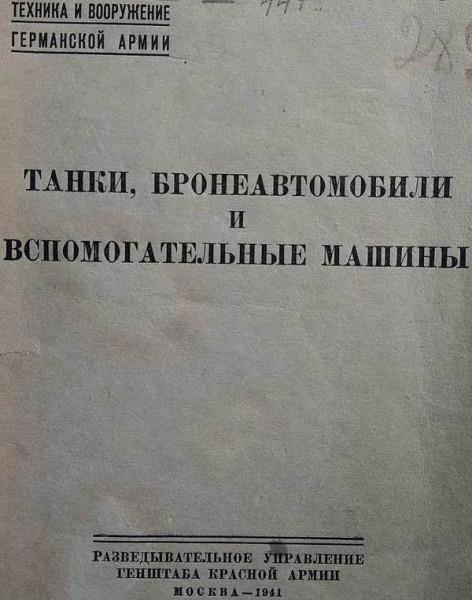 ТЕХНИКА И ВООРУЖЕНИЕ
ГЕРМАНСКОЙ АРМИИ
ТАНКИ, БРОНЕАВТОМОБИЛИ
И
ВСПОМОГАТЕЛЬНЫЕ МАШИНЫ
РАЗВЕДЫВАТЕЛЬНОЕ УПРАВЛЕНИЕ
ГЕНШТАБА КРАСНОЙ АРМИИ
МОСКВА—1941